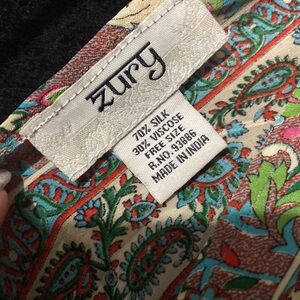 zury
70% SILK
30% VISCOSE
FREE SIZE
R.NO. 93886
MADE IN INDIA